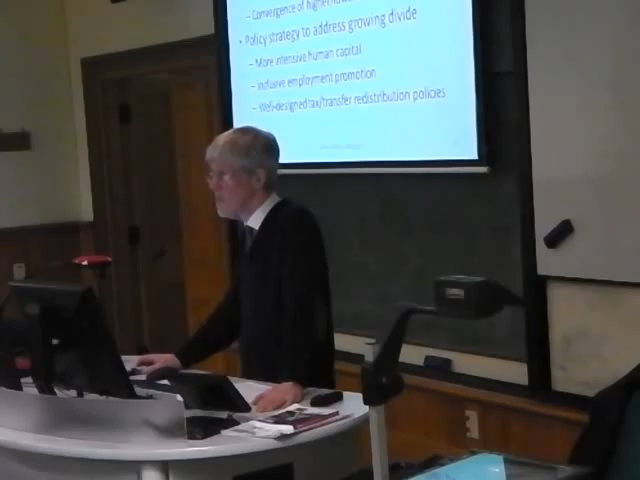 – Convergence of higher/lowe
• Policy strategy to address growing divide
– More intensive human capital
– Inclusive employment promotion
– Well-designed tax/transfer redistribution policies